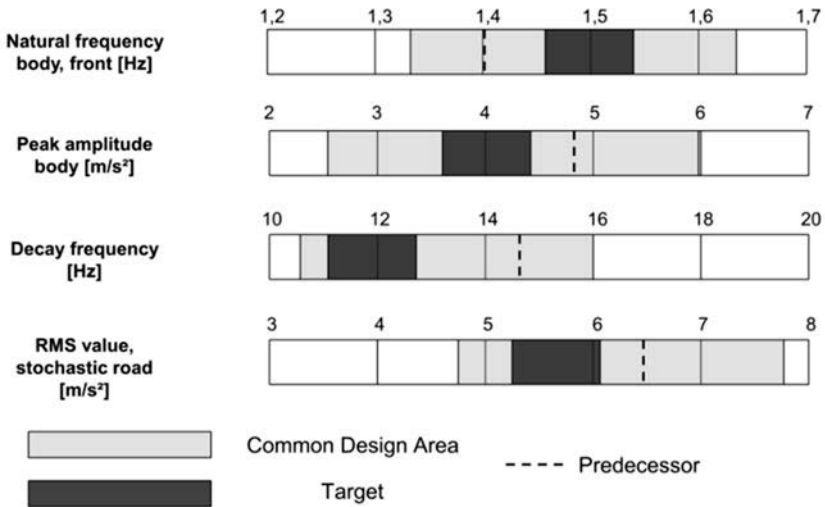 1,2 1,3 1,4 1,5 1,6 1,7
Natural frequency
body, front [Hz]
2 3 4 5 6 7
Peak amplitude
body [m/s²]
10 12 14 16 18 20
Decay frequency
[Hz]
3 4 5 6 7 8
RMS value,
stochastic road
[m/s²]
Common Design Area
Predecessor
Target